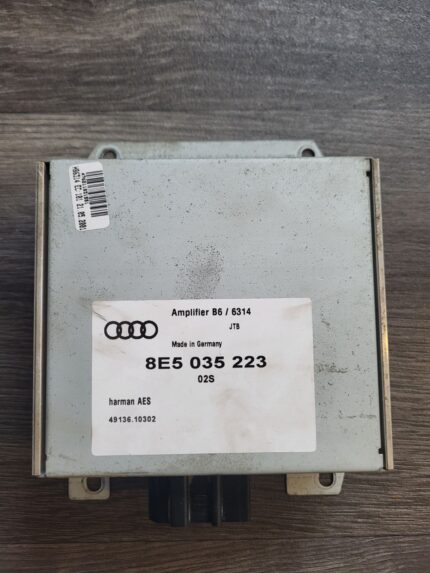 Amplifier B6 / 6314
JTB
Made in Germany
8E5 035 223
02S
harman AES
49136.10302